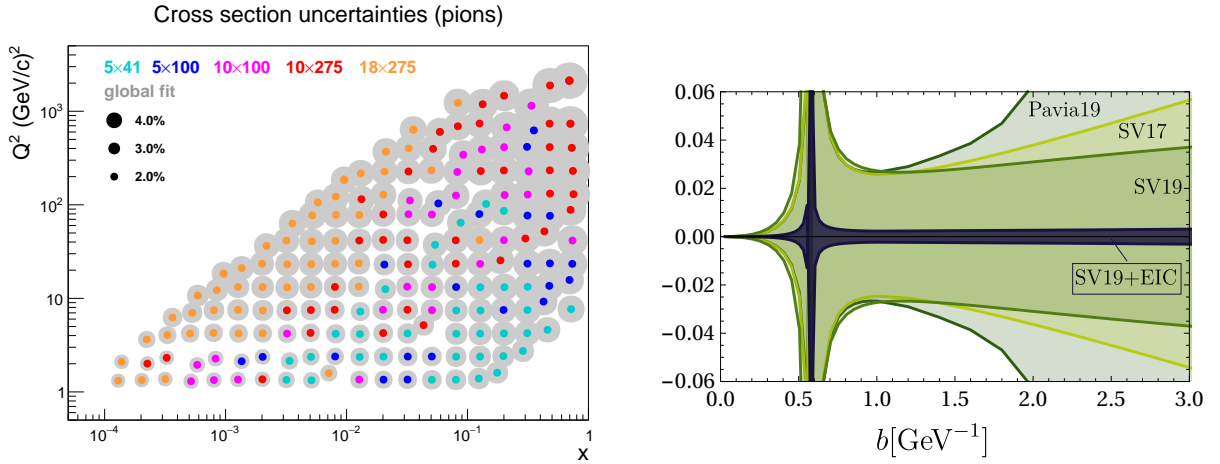 Cross section uncertainties (pions)
Q² (GeV/c)²
5×41 5×100 10×100 10×275 18×275
global fit
4.0%
3.0%
2.0%
10³
10²
10
1
10⁻⁴ 10⁻³ 10⁻² 10⁻¹ 1
x
0.06
0.04
0.02
0.00
−0.02
−0.04
−0.06
Pavia19
SV17
SV19
SV19+EIC
0.0 0.5 1.0 1.5 2.0 2.5 3.0
b[GeV⁻¹]